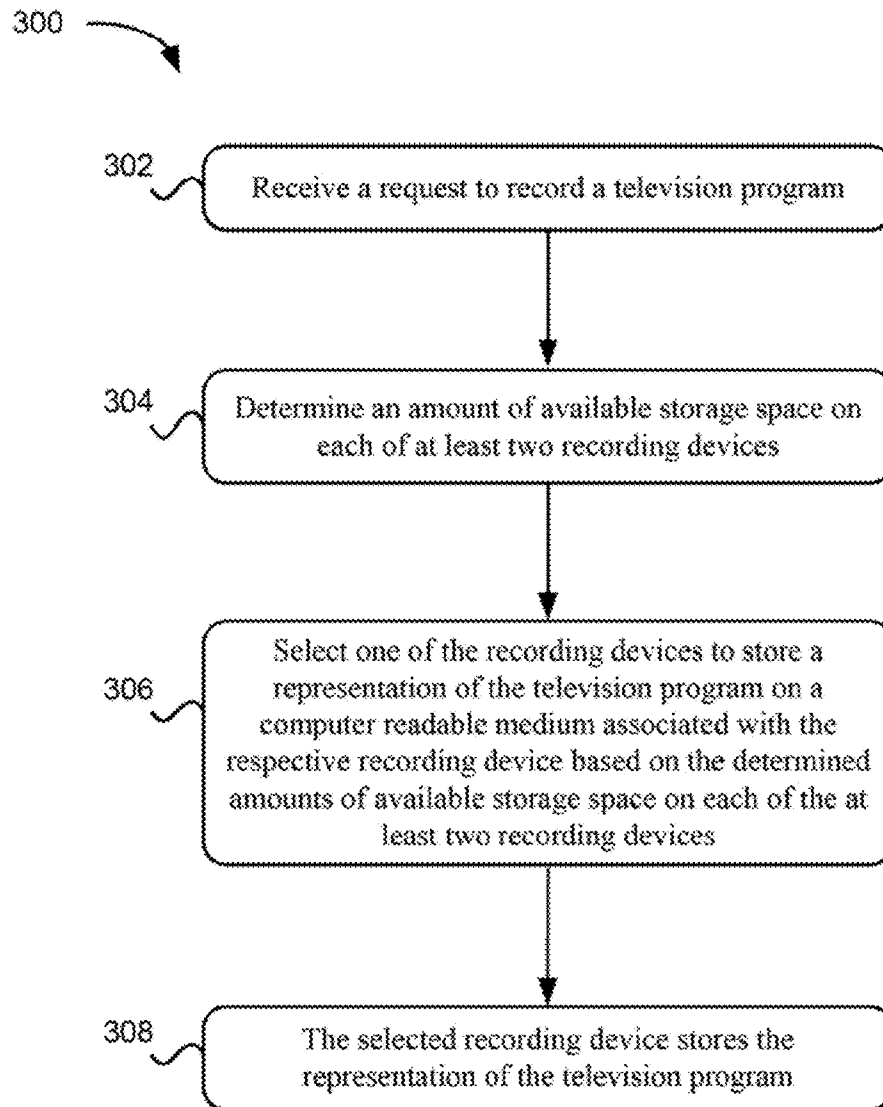 300
302
Receive a request to record a television program
304
Determine an amount of available storage space on
each of at least two recording devices
306
Select one of the recording devices to store a
representation of the television program on a
computer readable medium associated with the
respective recording device based on the determined
amounts of available storage space on each of the at
least two recording devices
308
The selected recording device stores the
representation of the television program